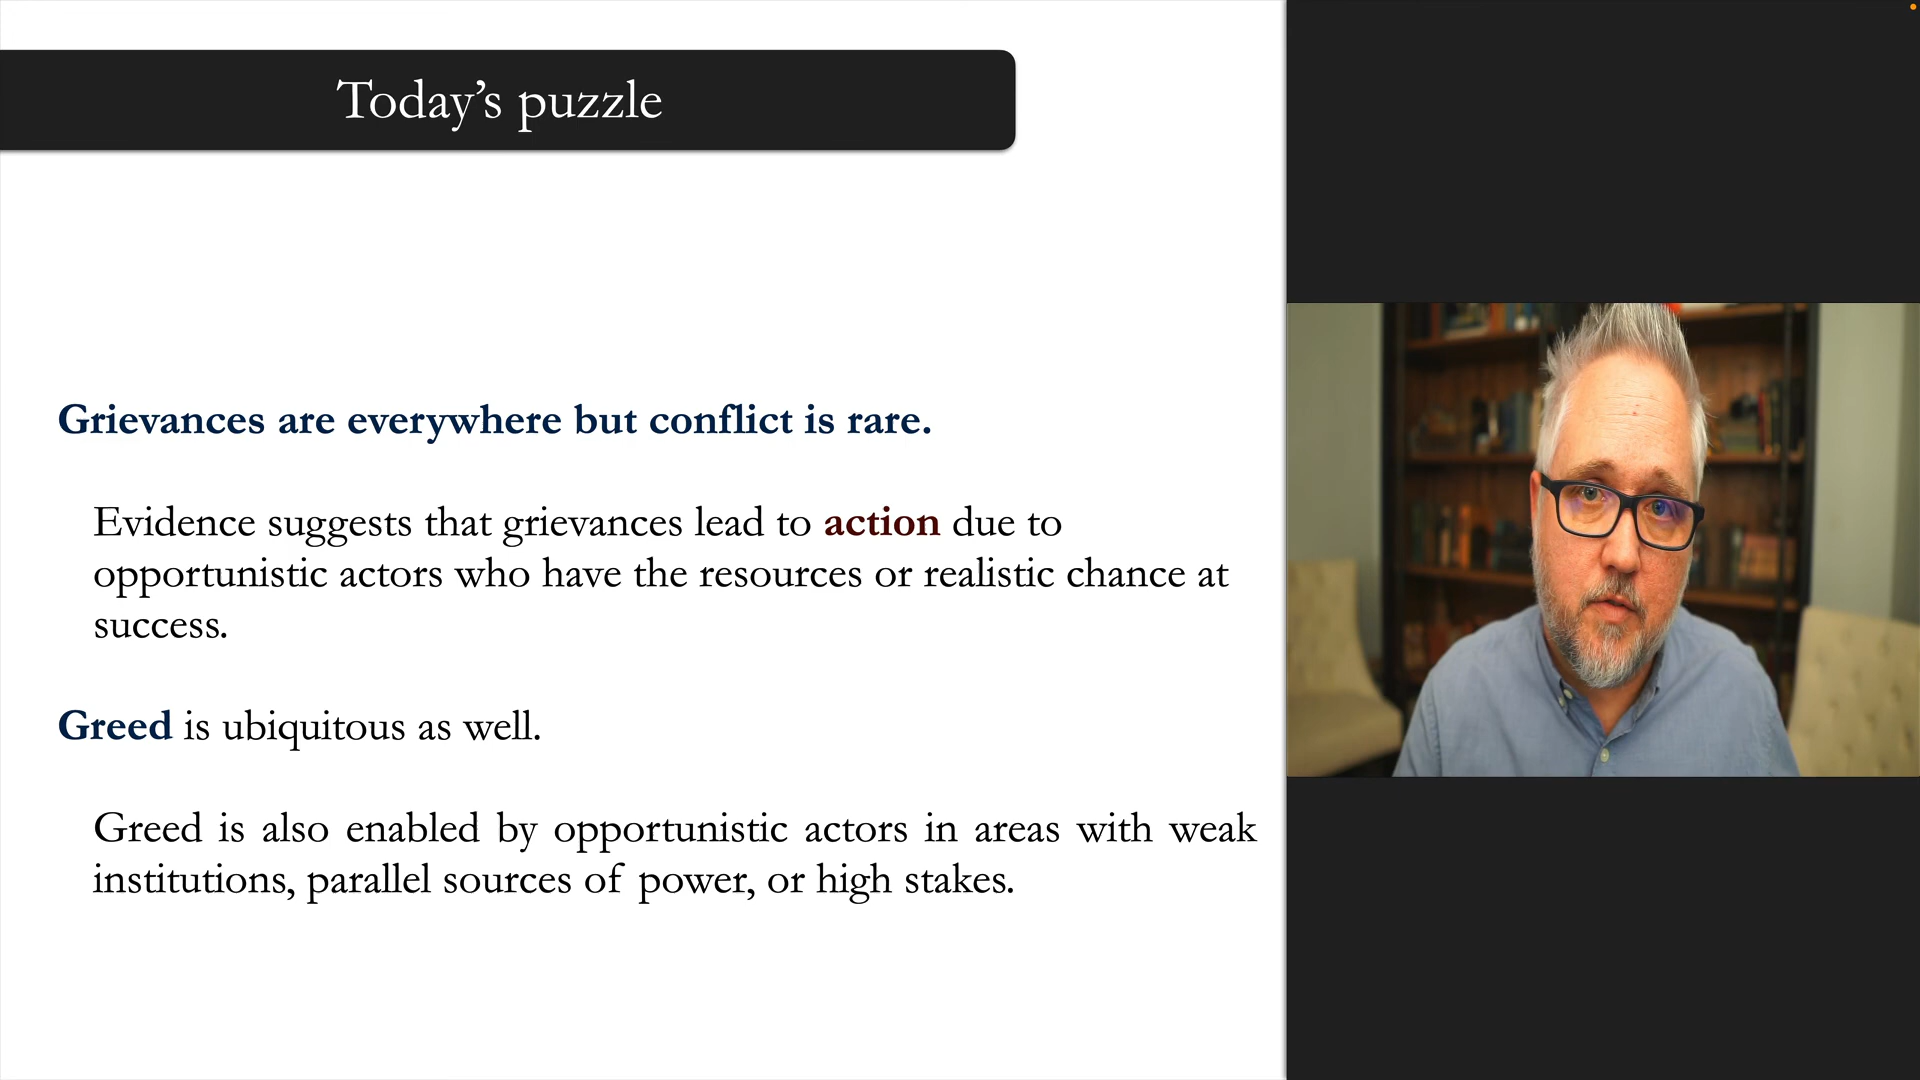 Today’s puzzle
Grievances are everywhere but conflict is rare.
Evidence suggests that grievances lead to action due to
opportunistic actors who have the resources or realistic chance at
success.
Greed is ubiquitous as well.
Greed is also enabled by opportunistic actors in areas with weak
institutions, parallel sources of power, or high stakes.